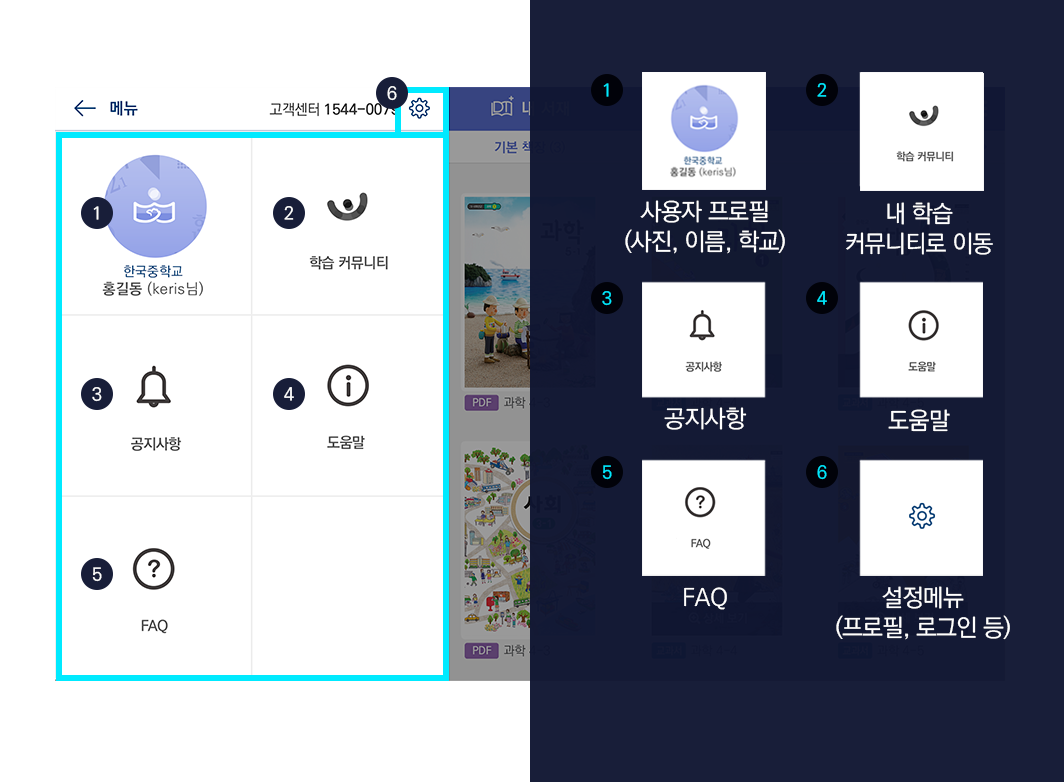 메뉴
고객센터 1544-007
6
1
한국중학교
홍길동 (keris님)
2
학습 커뮤니티
3
공지사항
4
도움말
5
FAQ
내
기본 책
과학
PDF 과학
사회
PDF 과학
1
한국중학교
홍길동 (keris님)
사용자 프로필
(사진, 이름, 학교)
2
학습 커뮤니티
내 학습
커뮤니티로 이동
3
공지사항
공지사항
4
도움말
도움말
5
FAQ
FAQ
6
설정메뉴
(프로필, 로그인 등)